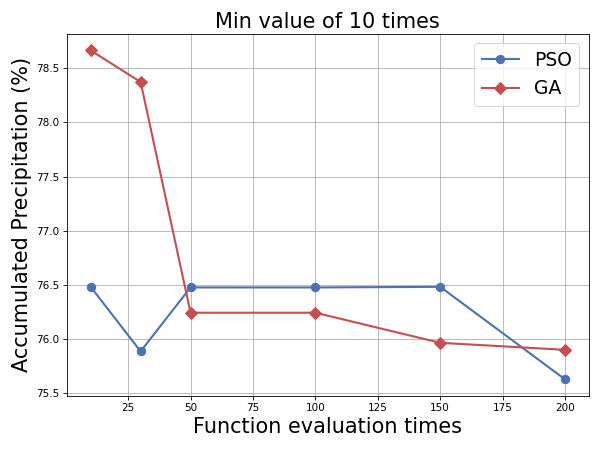 Min value of 10 times
PSO
GA
Accumulated Precipitation (%)
78.5
78.0
77.5
77.0
76.5
76.0
75.5
25 50 75 100 125 150 175 200
Function evaluation times